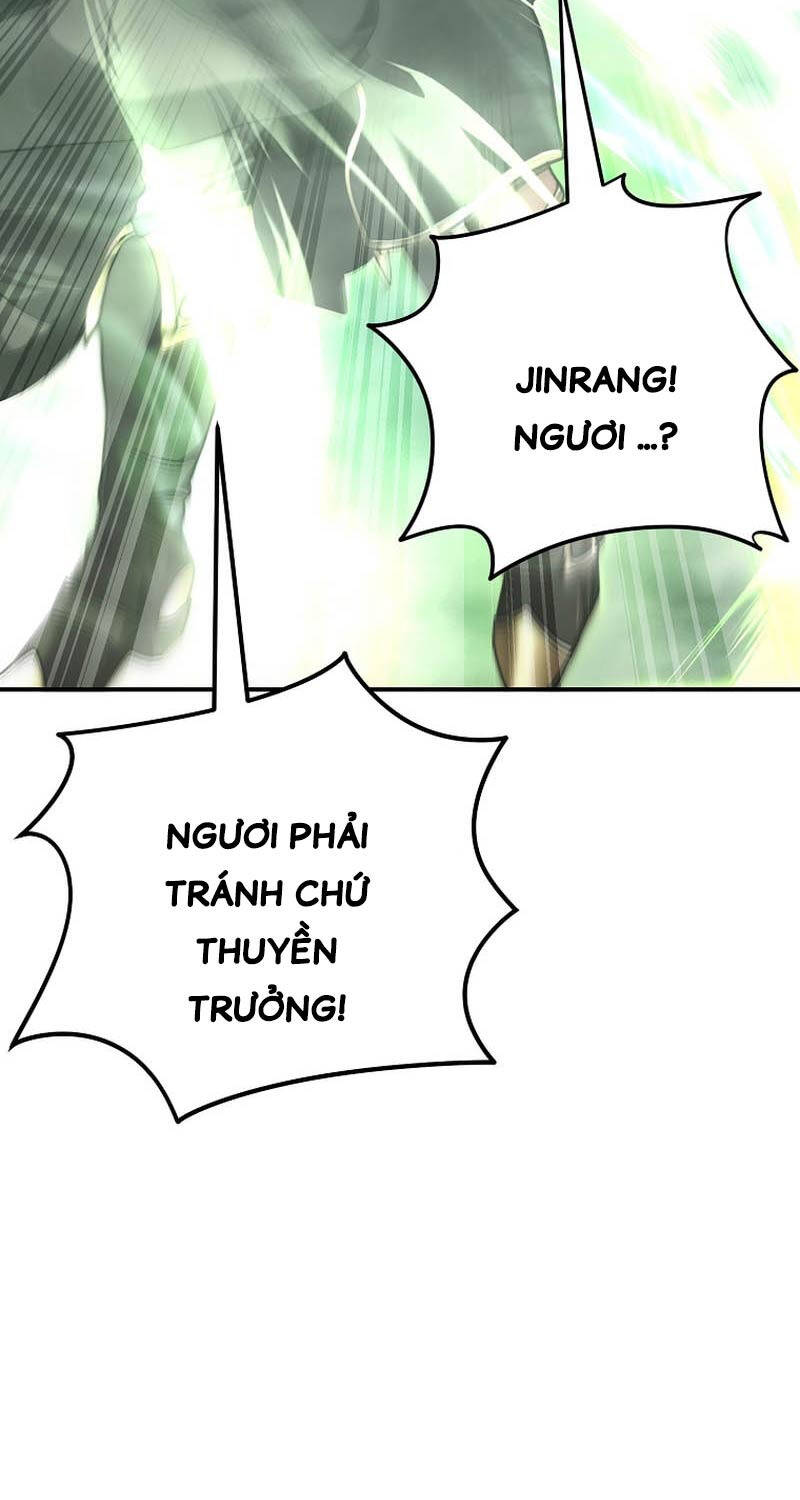 JINRANG!
NGƯƠI ...?
NGƯƠI PHẢI
TRÁNH CHỨ
THUYỀN
TRƯỞNG!